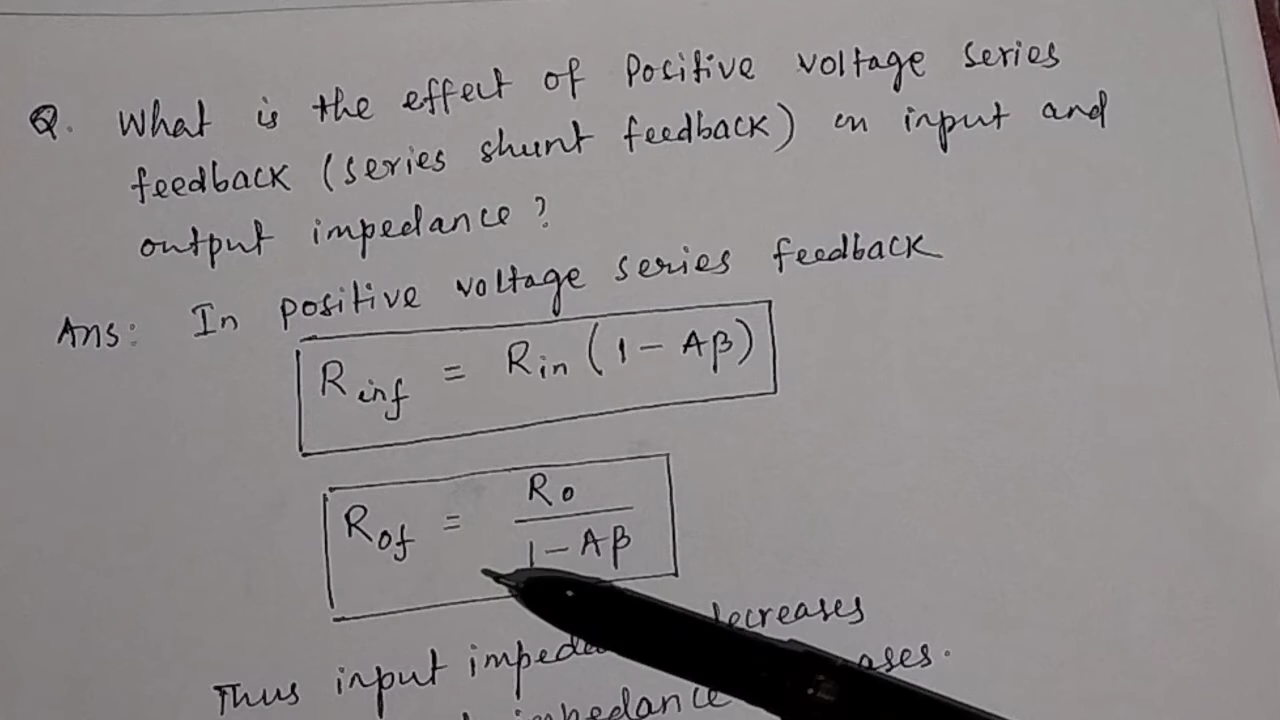 Q. What is the effect of Positive voltage series
feedback (series shunt feedback) on input and
output impedance?
Ans: In positive voltage series feedback
Rinf = Rin (1 - Aβ)
Rof = Ro / 1 - Aβ
Thus input decreases
impedance